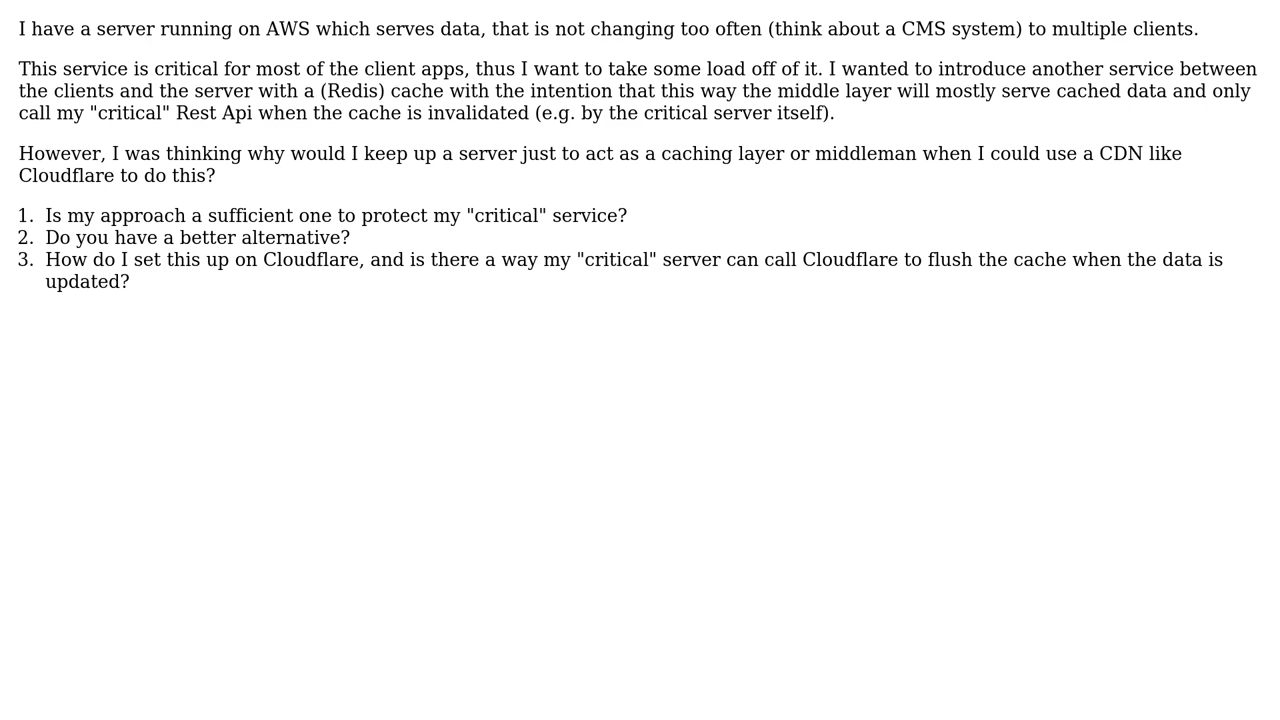 I have a server running on AWS which serves data, that is not changing too often (think about a CMS system) to multiple clients.
This service is critical for most of the client apps, thus I want to take some load off of it. I wanted to introduce another service between
the clients and the server with a (Redis) cache with the intention that this way the middle layer will mostly serve cached data and only
call my "critical" Rest Api when the cache is invalidated (e.g. by the critical server itself).
However, I was thinking why would I keep up a server just to act as a caching layer or middleman when I could use a CDN like
Cloudflare to do this?
1. Is my approach a sufficient one to protect my "critical" service?
2. Do you have a better alternative?
3. How do I set this up on Cloudflare, and is there a way my "critical" server can call Cloudflare to flush the cache when the data is
updated?